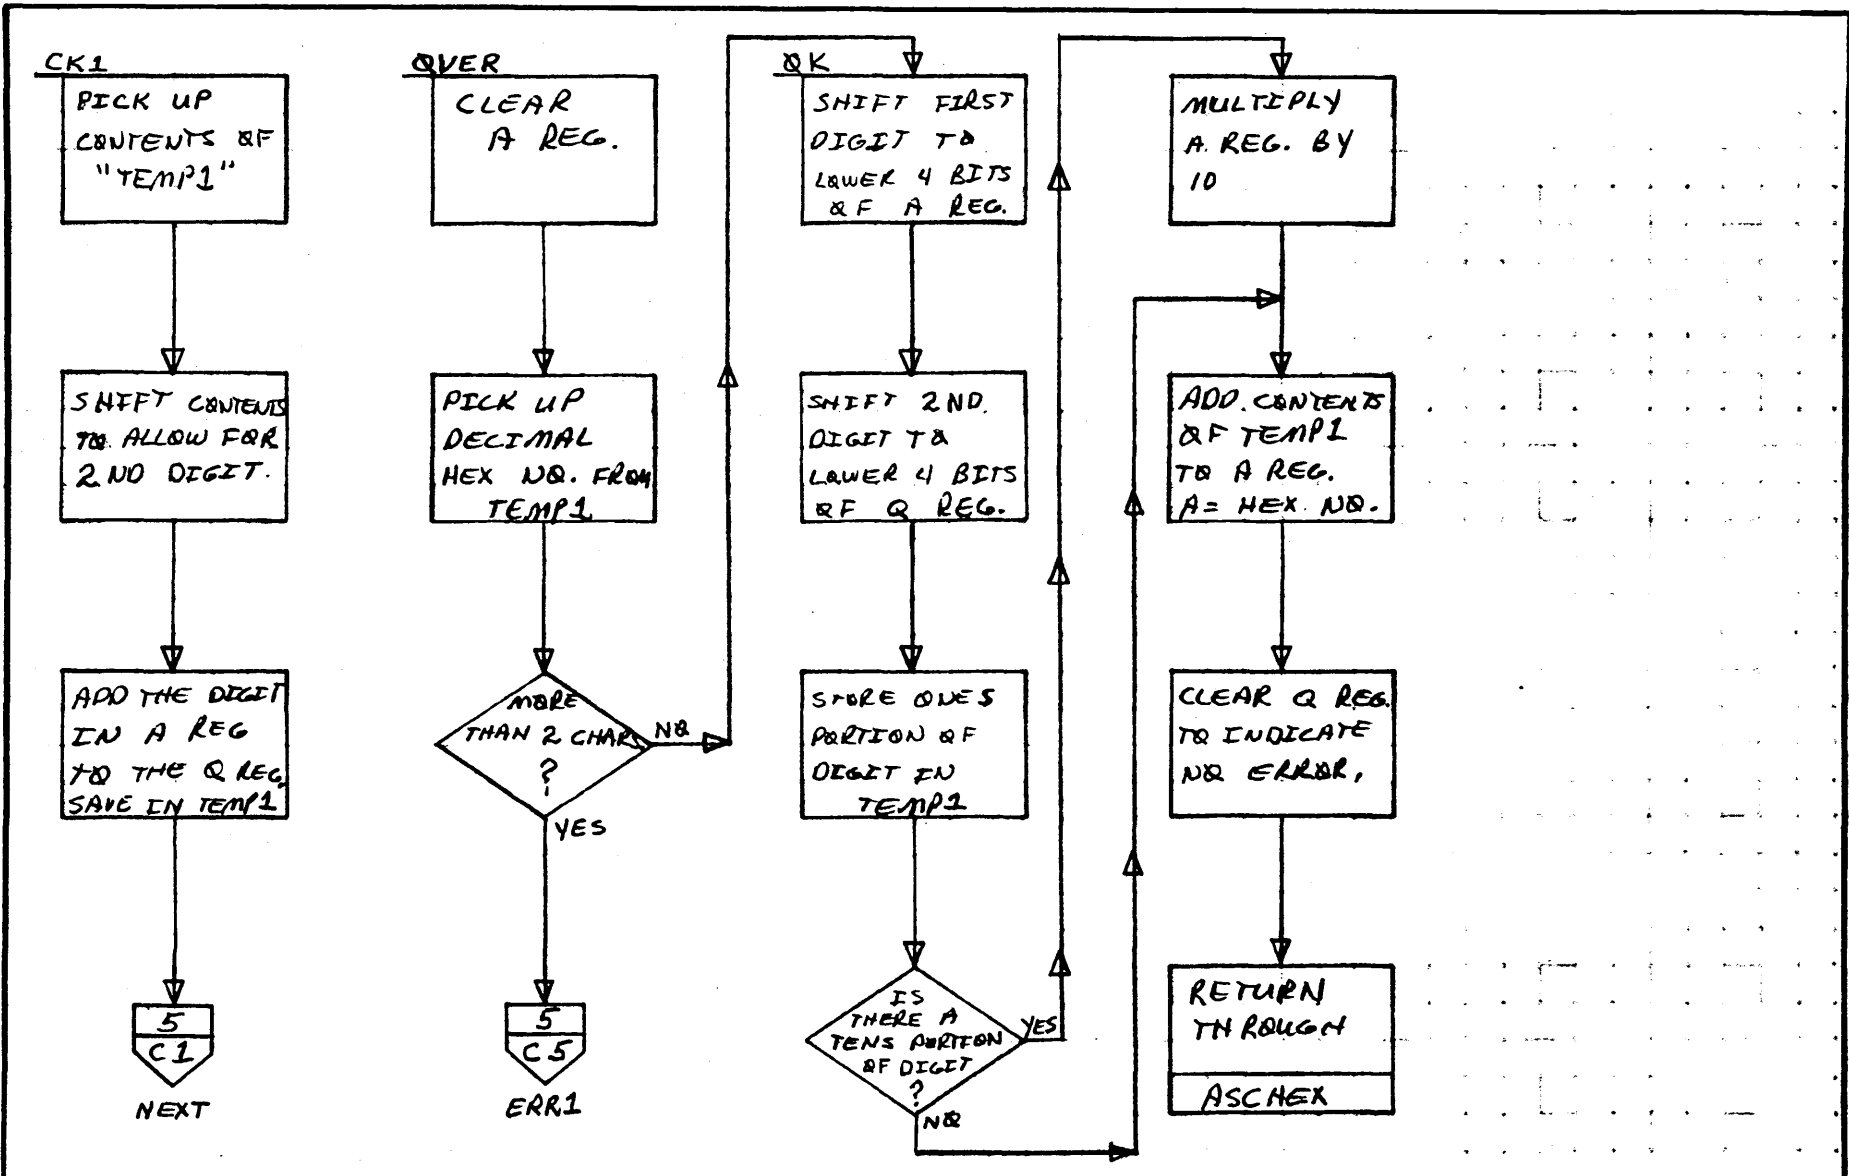 CK1
PICK UP
CONTENTS OF
"TEMP1"
SHIFT CONTENTS
TO ALLOW FOR
2 ND DIGIT.
ADD THE DIGIT
IN A REG
TO THE Q REG,
SAVE IN TEMP1
5
C1
NEXT
OVER
CLEAR
A REG.
PICK UP
DECIMAL
HEX NO. FROM
TEMP1
MORE
THAN 2 CHAR
?
NO
YES
5
C5
ERR1
OK
SHIFT FIRST
DIGIT TO
LOWER 4 BITS
OF A REG.
SHIFT 2 ND.
DIGIT TO
LOWER 4 BITS
OF Q REG.
STORE ONES
PORTION OF
DIGIT IN
TEMP1
IS
THERE A
TENS PORTION
OF DIGIT
?
YES
NO
MULTIPLY
A. REG. BY
10
ADD. CONTENTS
OF TEMP1
TO A REG.
A= HEX. NO.
CLEAR Q REG.
TO INDICATE
NO ERROR.
RETURN
THROUGH
ASCHEX